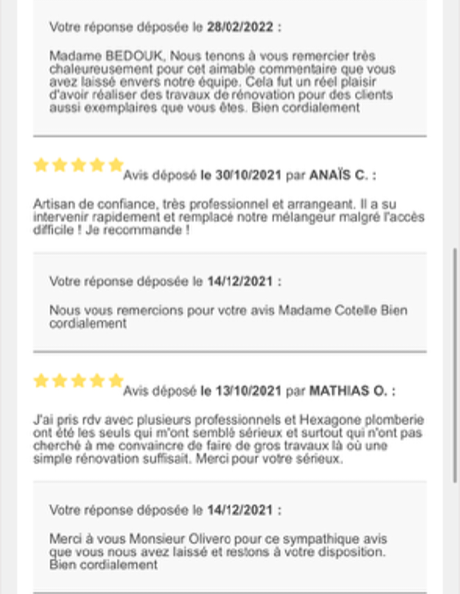 Votre réponse déposée le 28/02/2022 :
Madame BEDOUK, Nous tenons à vous remercier très
chaleureusement pour cet aimable commentaire que vous
avez laissé envers notre équipe. Cela fut un réel plaisir
d'avoir réaliser des travaux de rénovation pour des clients
aussi exemplaires que vous êtes. Bien cordialement
Avis déposé le 30/10/2021 par ANAÏS C. :
Artisan de confiance, très professionnel et arrangeant. Il a su
intervenir rapidement et remplacé notre mélangeur malgré l'accès
difficile ! Je recommande !
Votre réponse déposée le 14/12/2021 :
Nous vous remercions pour votre avis Madame Cotelle Bien
cordialement
Avis déposé le 13/10/2021 par MATHIAS O. :
J'ai pris rdv avec plusieurs professionnels et Hexagone plomberie
ont été les seuls qui m'ont semblé sérieux et surtout qui n'ont pas
cherché à me convaincre de faire de gros travaux là où une
simple rénovation suffisait. Merci pour votre sérieux.
Votre réponse déposée le 14/12/2021 :
Merci à vous Monsieur Olivero pour ce sympathique avis
que vous nous avez laissé et restons à votre disposition.
Bien cordialement